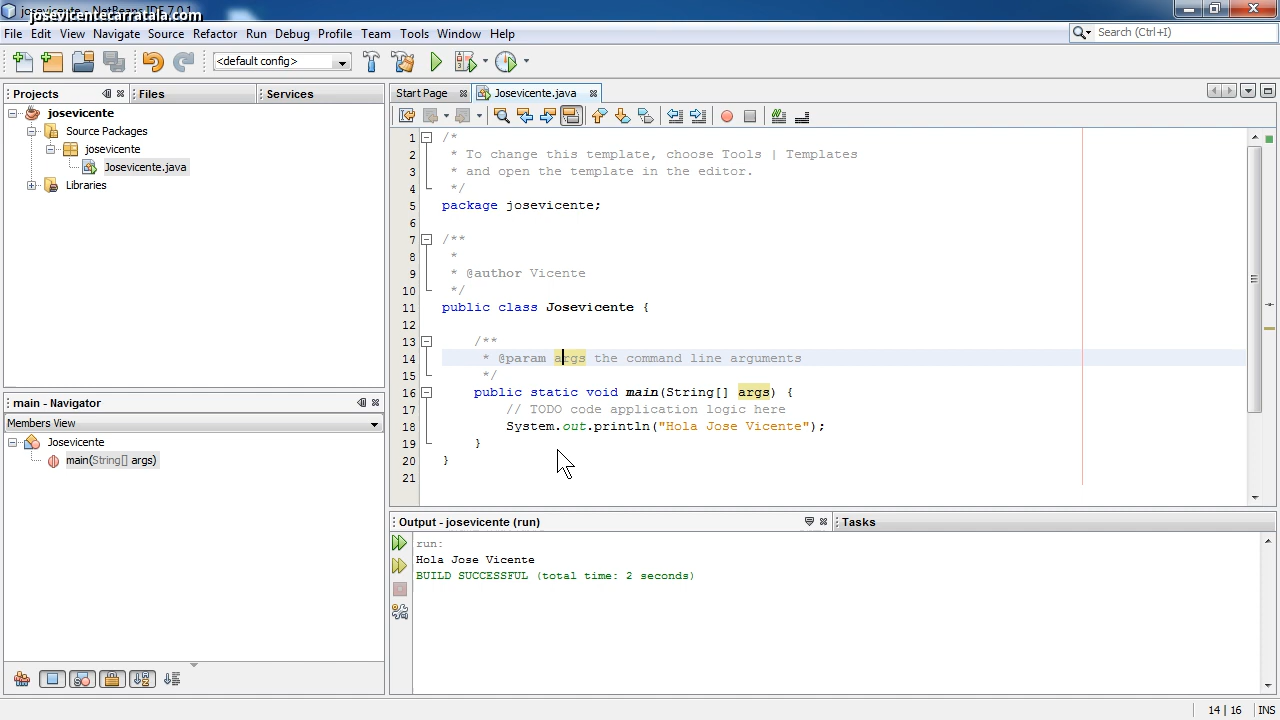 josevicente - NetBeans IDE 7.0.1
josevicentecarratala.com
File Edit View Navigate Source Refactor Run Debug Profile Team Tools Window Help
Search (Ctrl+I)
<default config>
Projects Files Services
josevicente
Source Packages
josevicente
Josevicente.java
Libraries
main - Navigator
Members View
Josevicente
main(String[] args)
Start Page Josevicente.java
1 /*
2 * To change this template, choose Tools | Templates
3 * and open the template in the editor.
4 */
5 package josevicente;
6
7 /**
8 *
9 * @author Vicente
10 */
11 public class Josevicente {
12
13 /**
14 * @param args the command line arguments
15 */
16 public static void main(String[] args) {
17 // TODO code application logic here
18 System.out.println("Hola Jose Vicente");
19 }
20 }
21
Output - josevicente (run) Tasks
run:
Hola Jose Vicente
BUILD SUCCESSFUL (total time: 2 seconds)
14 | 16 INS